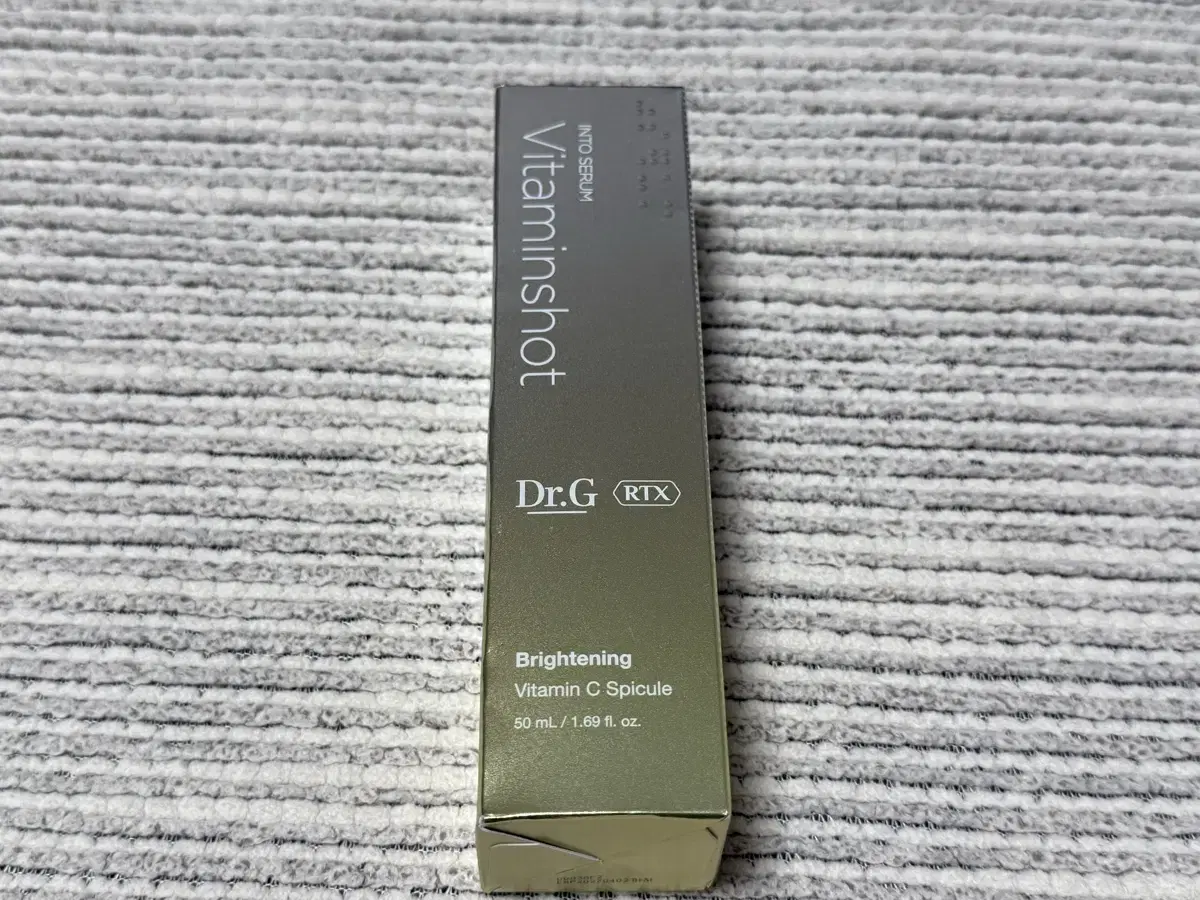 INTO SERUM
Vitaminshot
Dr.G RTX
Brightening
Vitamin C Spicule
50 mL / 1.69 fl. oz.